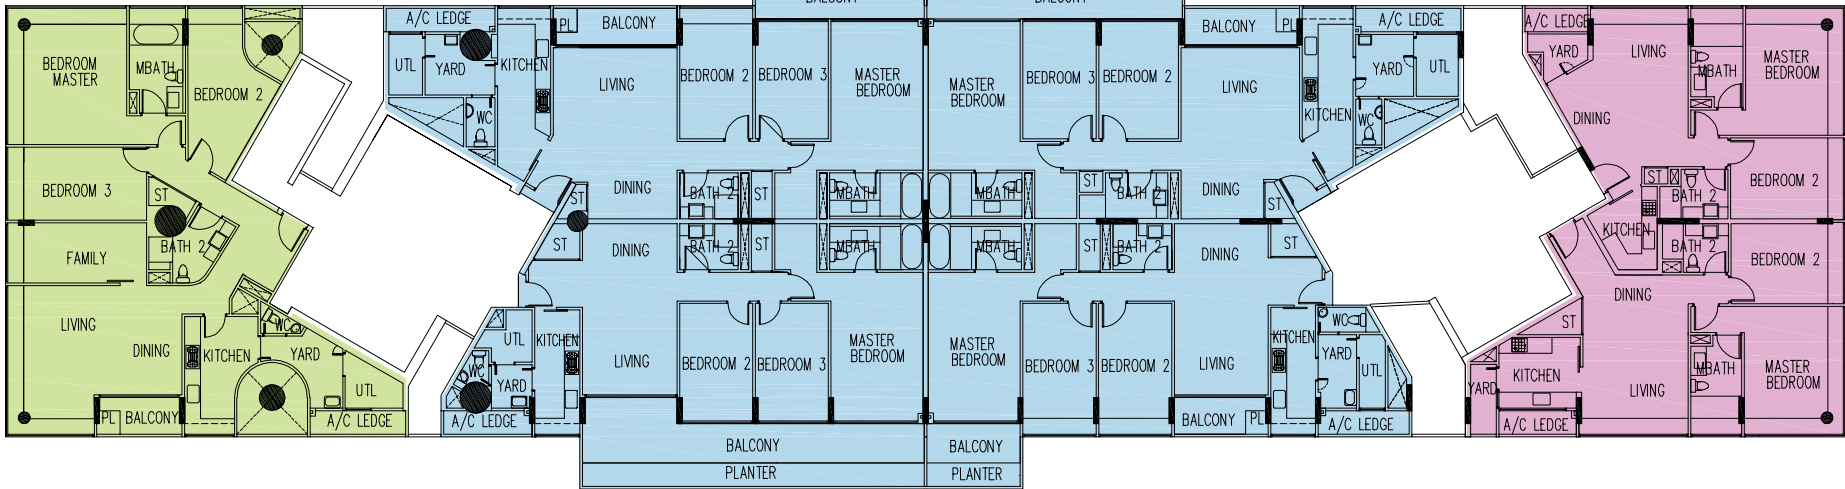 BALCONY
BALCONY
A/C LEDGE
PL
BALCONY
BALCONY
PL
A/C LEDGE
A/C LEDGE
BEDROOM
MASTER
MBATH
BEDROOM 2
UTL
YARD
KITCHEN
LIVING
BEDROOM 2
BEDROOM 3
MASTER
BEDROOM
MASTER
BEDROOM
BEDROOM 3
BEDROOM 2
LIVING
KITCHEN
YARD
UTL
YARD
LIVING
MBATH
MASTER
BEDROOM
WC
WC
DINING
BEDROOM 3
ST
ST
DINING
BATH 2
ST
MBATH
MBATH
ST
BATH 2
DINING
ST
ST
BATH 2
BEDROOM 2
FAMILY
BATH 2
ST
DINING
BATH 2
ST
MBATH
MBATH
ST
BATH 2
DINING
ST
KITCHEN
BATH 2
BEDROOM 2
LIVING
DINING
WC
KITCHEN
YARD
UTL
UTL
KITCHEN
WC
YARD
LIVING
BEDROOM 2
BEDROOM 3
MASTER
BEDROOM
MASTER
BEDROOM
BEDROOM 3
BEDROOM 2
LIVING
KITCHEN
WC
YARD
UTL
DINING
ST
YARD
KITCHEN
LIVING
MBATH
MASTER
BEDROOM
PL
BALCONY
A/C LEDGE
A/C LEDGE
BALCONY
PL
A/C LEDGE
A/C LEDGE
BALCONY
BALCONY
PLANTER
PLANTER